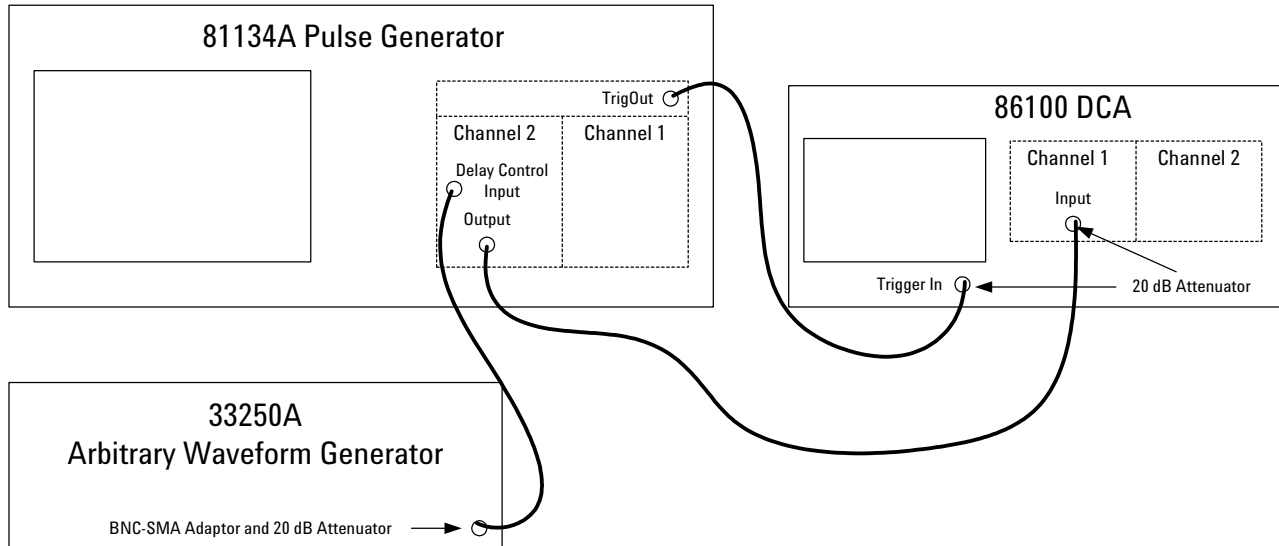 81134A Pulse Generator
TrigOut
Channel 2
Channel 1
Delay Control
Input
Output
86100 DCA
Channel 1
Channel 2
Input
Trigger In
20 dB Attenuator
33250A
Arbitrary Waveform Generator
BNC-SMA Adaptor and 20 dB Attenuator